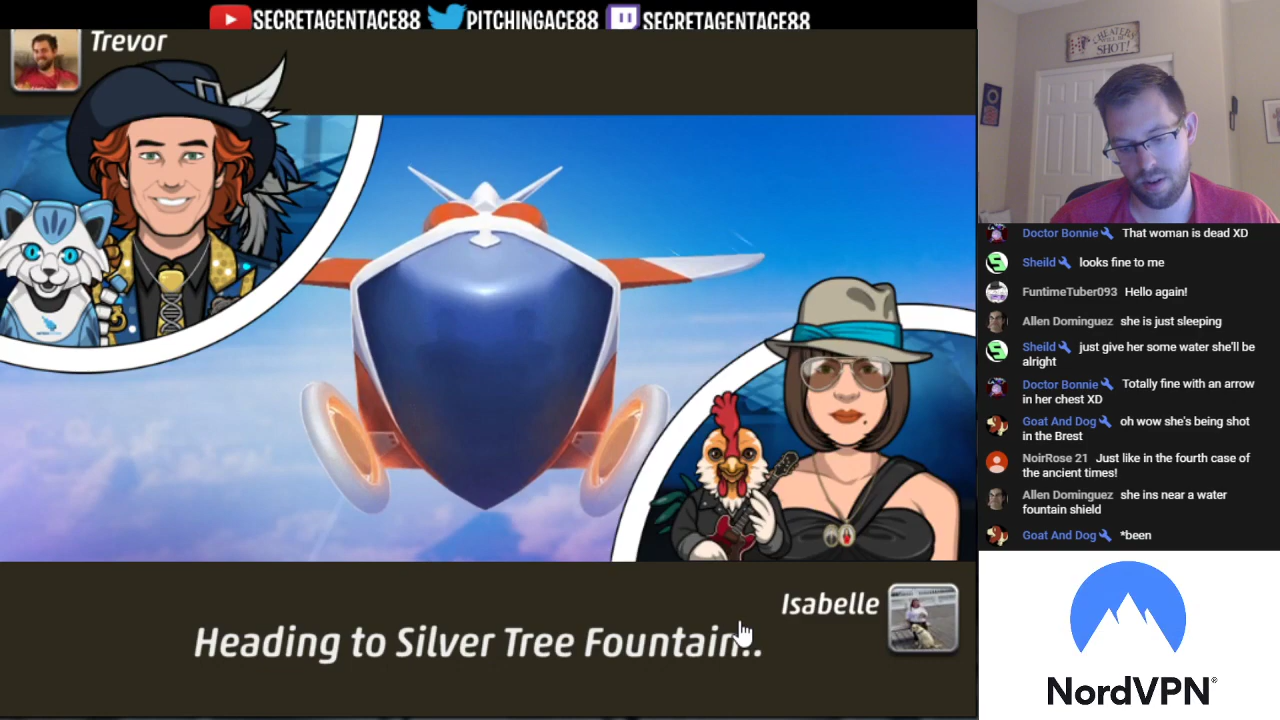 SECRETAGENTACE88 PITCHINGACE88 SECRETAGENTACE88
Trevor
CHEATERS
WILL BE
SHOT!
Doctor Bonnie That woman is dead XD
Sheild looks fine to me
FuntimeTuber093 Hello again!
Allen Dominguez she is just sleeping
Sheild just give her some water she'll be
alright
Doctor Bonnie Totally fine with an arrow
in her chest XD
Goat And Dog oh wow she's being shot
in the Brest
NoirRose 21 Just like in the fourth case of
the ancient times!
Allen Dominguez she ins near a water
fountain shield
Goat And Dog *been
Isabelle
Heading to Silver Tree Fountain..
NordVPN®